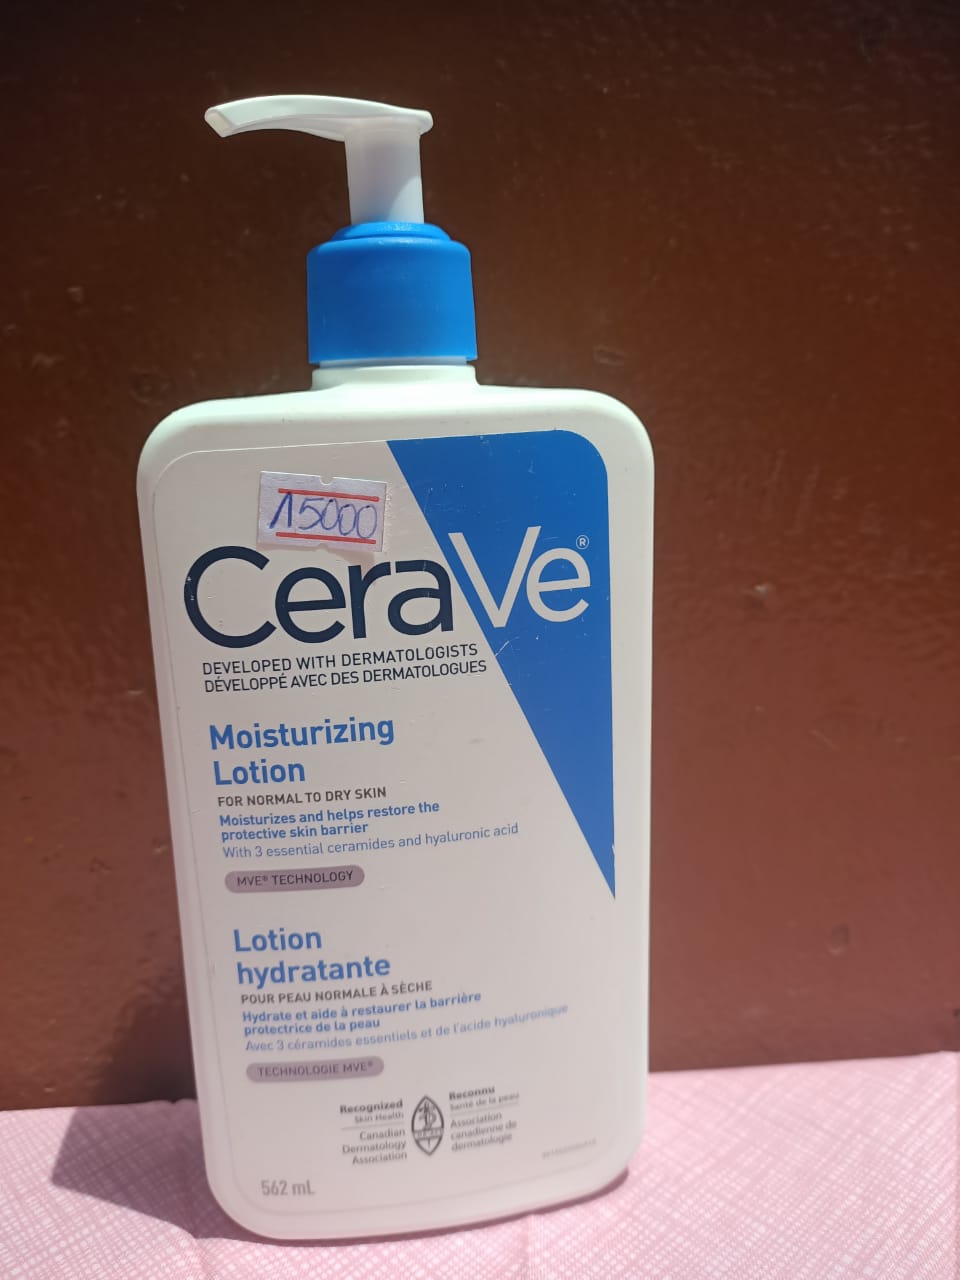 15000
CeraVe®
DEVELOPED WITH DERMATOLOGISTS
DÉVELOPPÉ AVEC DES DERMATOLOGUES
Moisturizing
Lotion
FOR NORMAL TO DRY SKIN
Moisturizes and helps restore the
protective skin barrier
With 3 essential ceramides and hyaluronic acid
MVE® TECHNOLOGY
Lotion
hydratante
POUR PEAU NORMALE À SÈCHE
Hydrate et aide à restaurer la barrière
protectrice de la peau
Avec 3 céramides essentiels et de l'acide hyaluronique
TECHNOLOGIE MVE®
Recognized
Skin Health
Canadian
Dermatology
Association
Reconnu
Santé de la peau
Association
canadienne de
dermatologie
562 mL